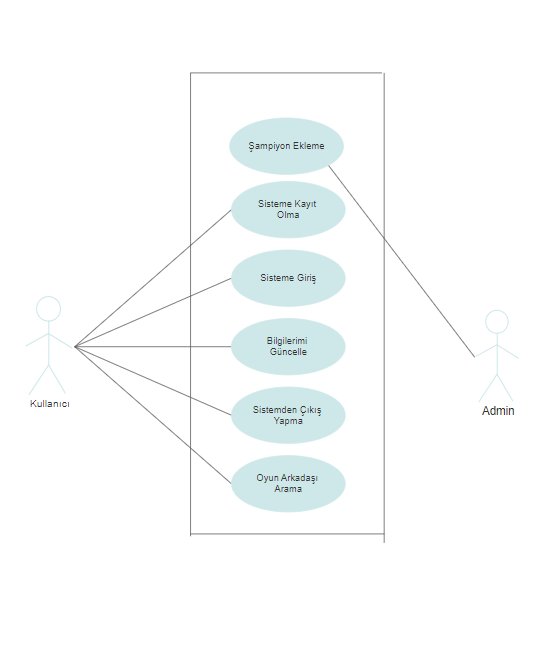 Şampiyon Ekleme
Sisteme Kayıt
Olma
Sisteme Giriş
Bilgilerimi
Güncelle
Sistemden Çıkış
Yapma
Oyun Arkadaşı
Arama
Kullanıcı
Admin